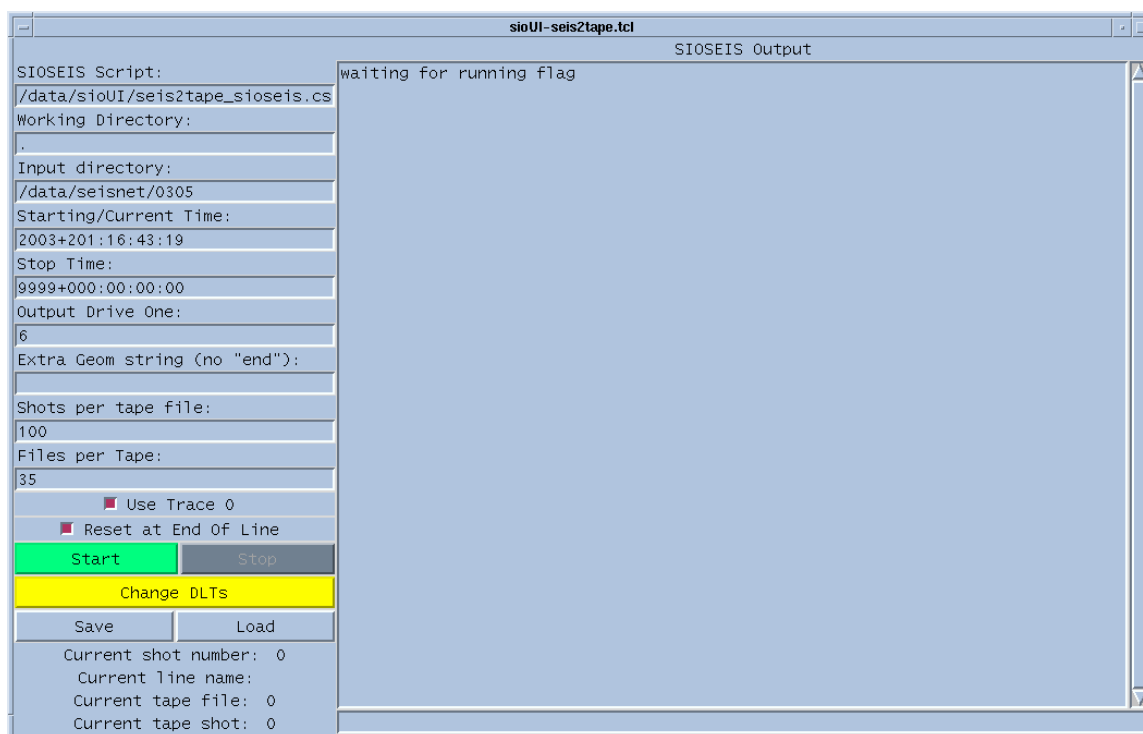 sioUI-seis2tape.tcl
SIOSEIS Output
SIOSEIS Script:
/data/sioUI/seis2tape_sioseis.cs
Working Directory:
.
Input directory:
/data/seisnet/0305
Starting/Current Time:
2003+201:16:43:19
Stop Time:
9999+000:00:00:00
Output Drive One:
6
Extra Geom string (no "end"):
Shots per tape file:
100
Files per Tape:
35
Use Trace 0
Reset at End Of Line
Start Stop
Change DLTs
Save Load
Current shot number: 0
Current line name:
Current tape file: 0
Current tape shot: 0
waiting for running flag